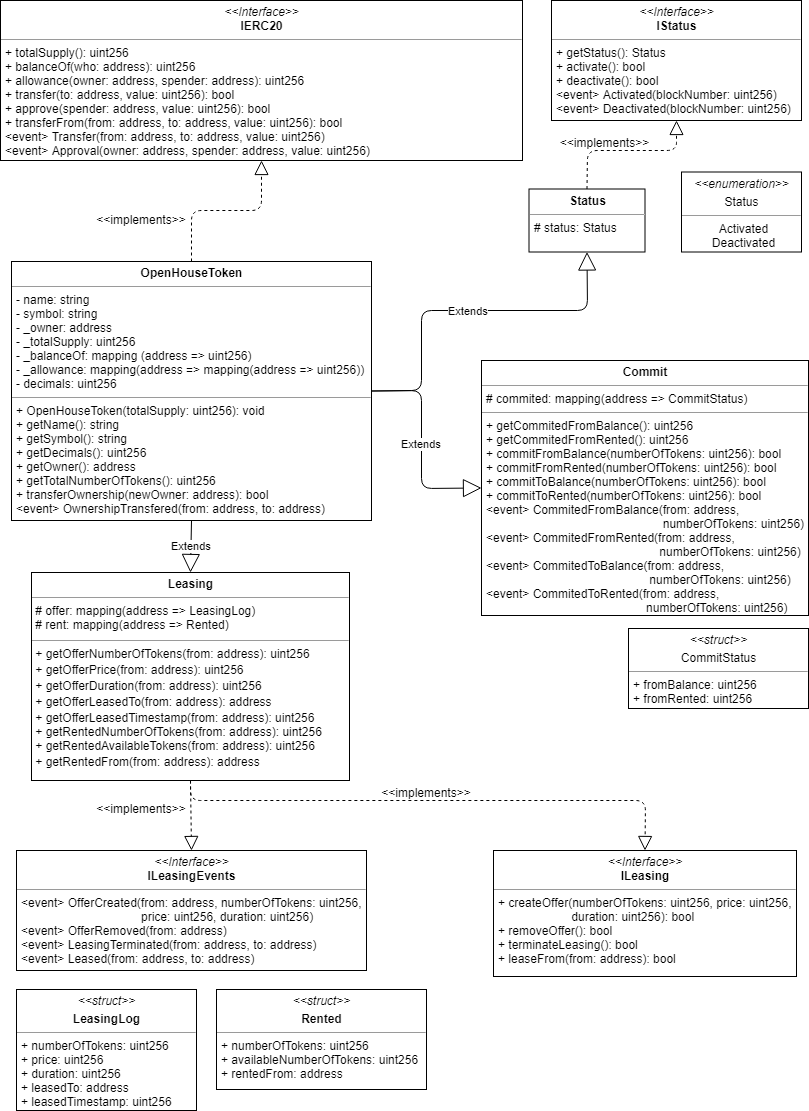 <<Interface>>
IERC20
+ totalSupply(): uint256
+ balanceOf(who: address): uint256
+ allowance(owner: address, spender: address): uint256
+ transfer(to: address, value: uint256): bool
+ approve(spender: address, value: uint256): bool
+ transferFrom(from: address, to: address, value: uint256): bool
<event> Transfer(from: address, to: address, value: uint256)
<event> Approval(owner: address, spender: address, value: uint256)
<<Interface>>
IStatus
+ getStatus(): Status
+ activate(): bool
+ deactivate(): bool
<event> Activated(blockNumber: uint256)
<event> Deactivated(blockNumber: uint256)
<<implements>>
<<implements>>
Status
# status: Status
<<enumeration>>
Status
Activated
Deactivated
OpenHouseToken
- name: string
- symbol: string
- _owner: address
- _totalSupply: uint256
- _balanceOf: mapping (address => uint256)
- _allowance: mapping(address => mapping(address => uint256))
- decimals: uint256
+ OpenHouseToken(totalSupply: uint256): void
+ getName(): string
+ getSymbol(): string
+ getDecimals(): uint256
+ getOwner(): address
+ getTotalNumberOfTokens(): uint256
+ transferOwnership(newOwner: address): bool
<event> OwnershipTransfered(from: address, to: address)
Extends
Extends
Commit
# commited: mapping(address => CommitStatus)
+ getCommitedFromBalance(): uint256
+ getCommitedFromRented(): uint256
+ commitFromBalance(numberOfTokens: uint256): bool
+ commitFromRented(numberOfTokens: uint256): bool
+ commitToBalance(numberOfTokens: uint256): bool
+ commitToRented(numberOfTokens: uint256): bool
<event> CommitedFromBalance(from: address,
numberOfTokens: uint256)
<event> CommitedFromRented(from: address,
numberOfTokens: uint256)
<event> CommitedToBalance(from: address,
numberOfTokens: uint256)
<event> CommitedToRented(from: address,
numberOfTokens: uint256)
<<struct>>
CommitStatus
+ fromBalance: uint256
+ fromRented: uint256
Extends
Leasing
# offer: mapping(address => LeasingLog)
# rent: mapping(address => Rented)
+ getOfferNumberOfTokens(from: address): uint256
+ getOfferPrice(from: address): uint256
+ getOfferDuration(from: address): uint256
+ getOfferLeasedTo(from: address): address
+ getOfferLeasedTimestamp(from: address): uint256
+ getRentedNumberOfTokens(from: address): uint256
+ getRentedAvailableTokens(from: address): uint256
+ getRentedFrom(from: address): address
<<implements>>
<<implements>>
<<Interface>>
ILeasingEvents
<event> OfferCreated(from: address, numberOfTokens: uint256,
price: uint256, duration: uint256)
<event> OfferRemoved(from: address)
<event> LeasingTerminated(from: address, to: address)
<event> Leased(from: address, to: address)
<<Interface>>
ILeasing
+ createOffer(numberOfTokens: uint256, price: uint256,
duration: uint256): bool
+ removeOffer(): bool
+ terminateLeasing(): bool
+ leaseFrom(from: address): bool
<<struct>>
LeasingLog
+ numberOfTokens: uint256
+ price: uint256
+ duration: uint256
+ leasedTo: address
+ leasedTimestamp: uint256
<<struct>>
Rented
+ numberOfTokens: uint256
+ availableNumberOfTokens: uint256
+ rentedFrom: address